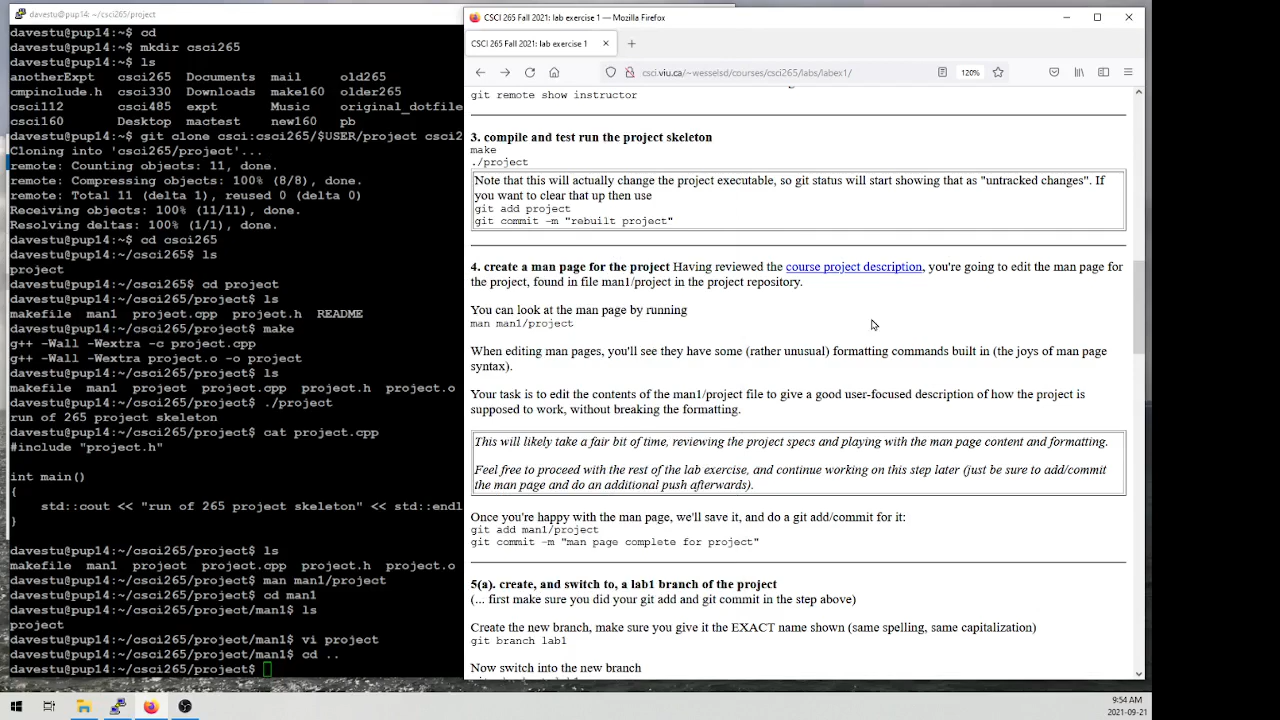 davestu@pup14: ~/csci265/project
davestu@pup14:~$ cd
davestu@pup14:~$ mkdir csci265
davestu@pup14:~$ ls
anotherExpt csci265 Documents mail old265
cmpinclude.h csci330 Downloads make160 older265
csci112 csci485 expt Music original_dotfile
csci160 Desktop mactest new160 pb
davestu@pup14:~$ git clone csci:csci265/$USER/project csci2
Cloning into 'csci265/project'...
remote: Counting objects: 11, done.
remote: Compressing objects: 100% (8/8), done.
remote: Total 11 (delta 1), reused 0 (delta 0)
Receiving objects: 100% (11/11), done.
Resolving deltas: 100% (1/1), done.
davestu@pup14:~$ cd csci265
davestu@pup14:~/csci265$ ls
project
davestu@pup14:~/csci265$ cd project
davestu@pup14:~/csci265/project$ ls
makefile man1 project.cpp project.h README
davestu@pup14:~/csci265/project$ make
g++ -Wall -Wextra -c project.cpp
g++ -Wall -Wextra project.o -o project
davestu@pup14:~/csci265/project$ ls
makefile man1 project project.cpp project.h project.o
davestu@pup14:~/csci265/project$ ./project
run of 265 project skeleton
davestu@pup14:~/csci265/project$ cat project.cpp
#include "project.h"
int main()
{
std::cout << "run of 265 project skeleton" << std::endl
}
davestu@pup14:~/csci265/project$ ls
makefile man1 project project.cpp project.h project.o
davestu@pup14:~/csci265/project$ man man1/project
davestu@pup14:~/csci265/project$ cd man1
davestu@pup14:~/csci265/project/man1$ ls
project
davestu@pup14:~/csci265/project/man1$ vi project
davestu@pup14:~/csci265/project/man1$ cd ..
davestu@pup14:~/csci265/project$
CSCI 265 Fall 2021: lab exercise 1 — Mozilla Firefox
CSCI 265 Fall 2021: lab exercise 1
csci.viu.ca/~wesselsd/courses/csci265/labs/labex1/
120%
git remote show instructor
3. compile and test run the project skeleton
make
./project
Note that this will actually change the project executable, so git status will start showing that as "untracked changes". If
you want to clear that up then use
git add project
git commit -m "rebuilt project"
4. create a man page for the project Having reviewed the course project description, you're going to edit the man page for
the project, found in file man1/project in the project repository.
You can look at the man page by running
man man1/project
When editing man pages, you'll see they have some (rather unusual) formatting commands built in (the joys of man page
syntax).
Your task is to edit the contents of the man1/project file to give a good user-focused description of how the project is
supposed to work, without breaking the formatting.
This will likely take a fair bit of time, reviewing the project specs and playing with the man page content and formatting.
Feel free to proceed with the rest of the lab exercise, and continue working on this step later (just be sure to add/commit
the man page and do an additional push afterwards).
Once you're happy with the man page, we'll save it, and do a git add/commit for it:
git add man1/project
git commit -m "man page complete for project"
5(a). create, and switch to, a lab1 branch of the project
(... first make sure you did your git add and git commit in the step above)
Create the new branch, make sure you give it the EXACT name shown (same spelling, same capitalization)
git branch lab1
Now switch into the new branch
9:54 AM
2021-09-21